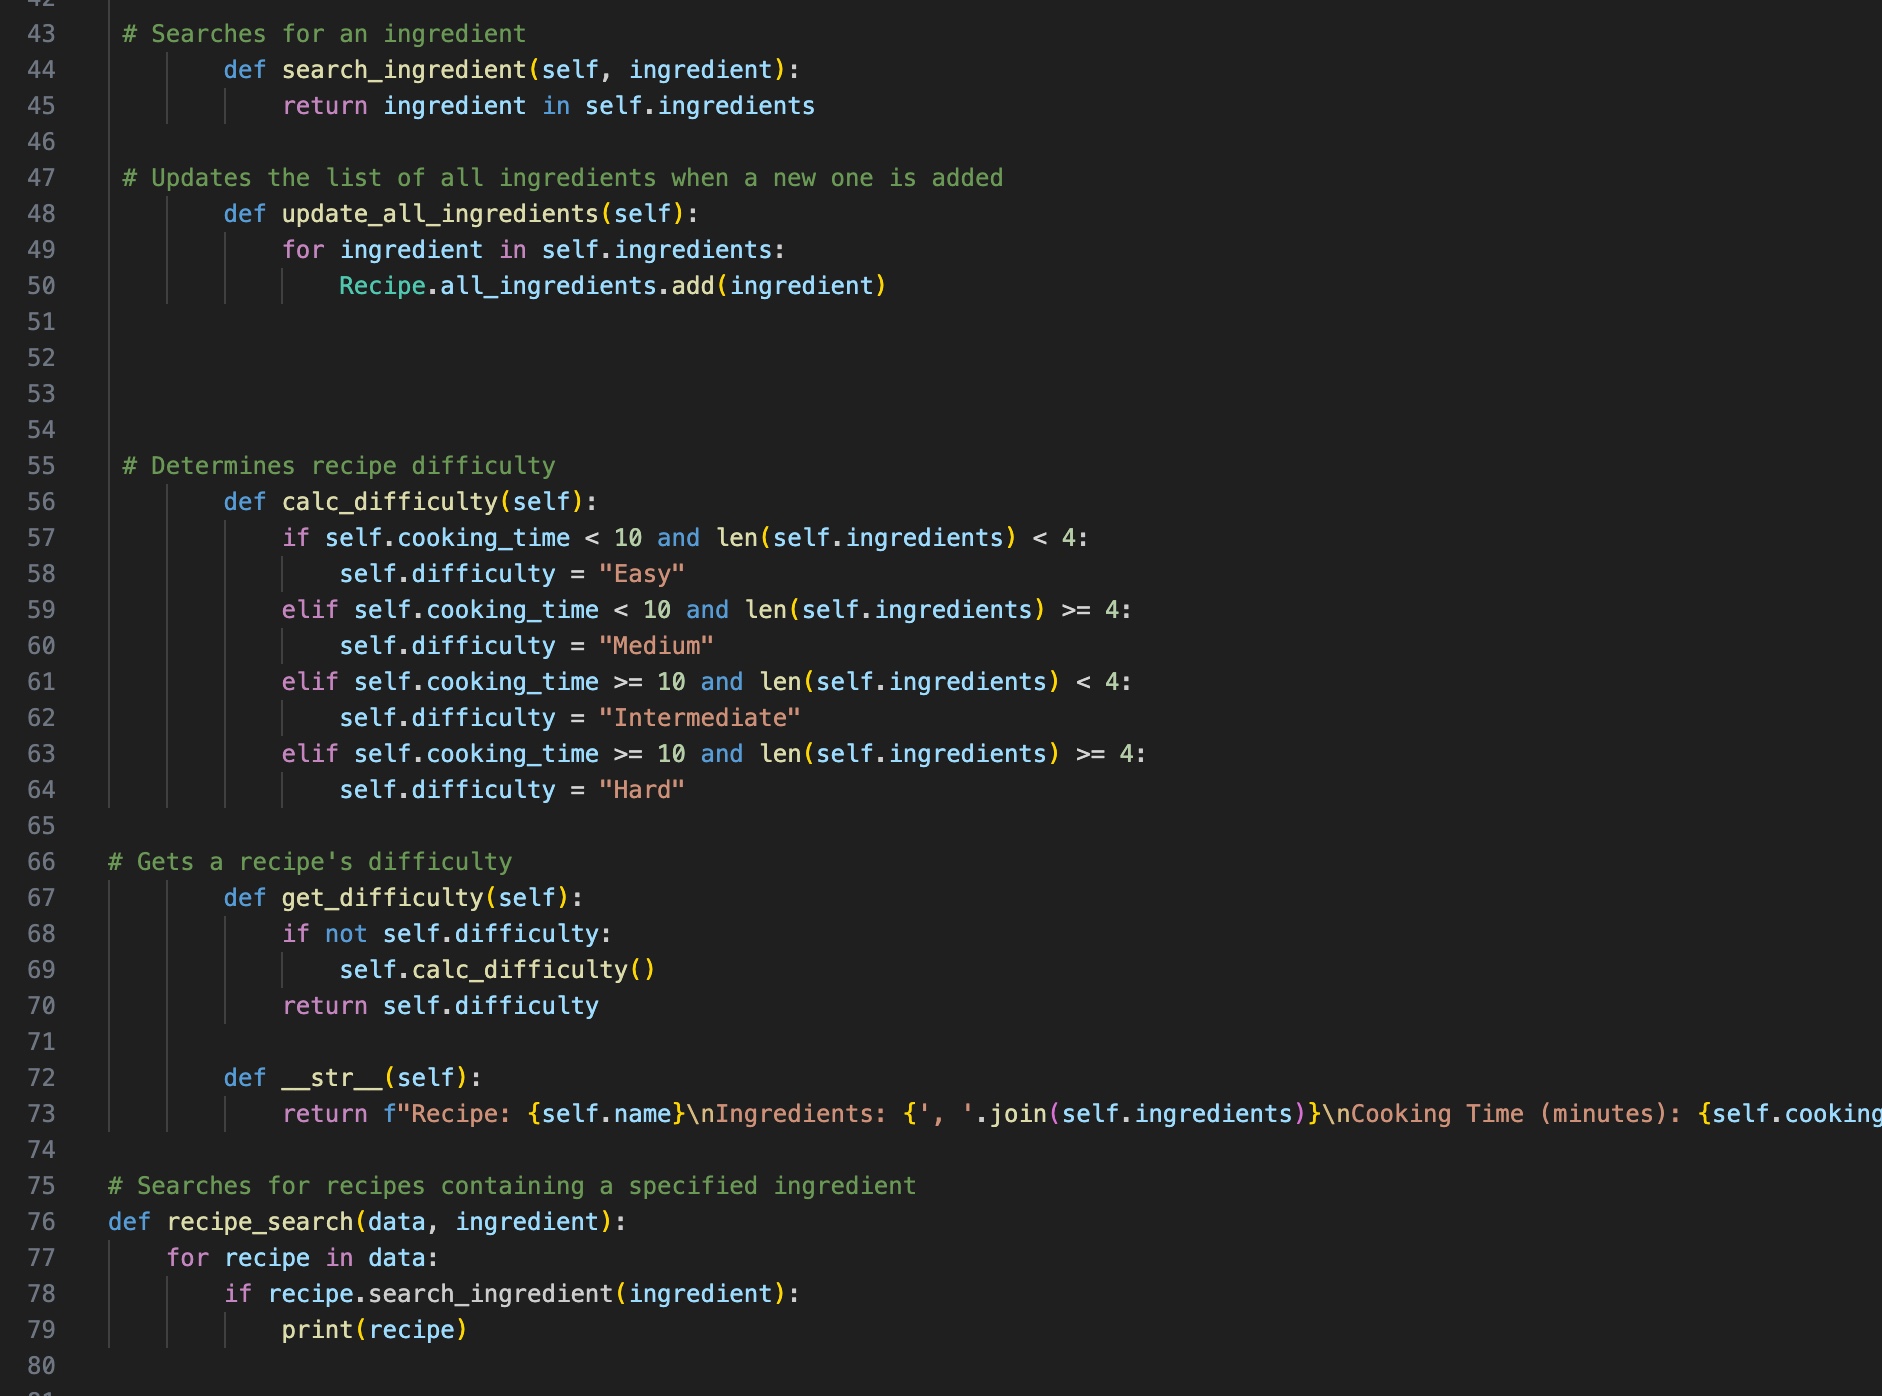 43 # Searches for an ingredient
44 def search_ingredient(self, ingredient):
45 return ingredient in self.ingredients
46
47 # Updates the list of all ingredients when a new one is added
48 def update_all_ingredients(self):
49 for ingredient in self.ingredients:
50 Recipe.all_ingredients.add(ingredient)
51
52
53
54
55 # Determines recipe difficulty
56 def calc_difficulty(self):
57 if self.cooking_time < 10 and len(self.ingredients) < 4:
58 self.difficulty = "Easy"
59 elif self.cooking_time < 10 and len(self.ingredients) >= 4:
60 self.difficulty = "Medium"
61 elif self.cooking_time >= 10 and len(self.ingredients) < 4:
62 self.difficulty = "Intermediate"
63 elif self.cooking_time >= 10 and len(self.ingredients) >= 4:
64 self.difficulty = "Hard"
65
66 # Gets a recipe's difficulty
67 def get_difficulty(self):
68 if not self.difficulty:
69 self.calc_difficulty()
70 return self.difficulty
71
72 def __str__(self):
73 return f"Recipe: {self.name}\nIngredients: {', '.join(self.ingredients)}\nCooking Time (minutes): {self.cooking
74
75 # Searches for recipes containing a specified ingredient
76 def recipe_search(data, ingredient):
77 for recipe in data:
78 if recipe.search_ingredient(ingredient):
79 print(recipe)
80